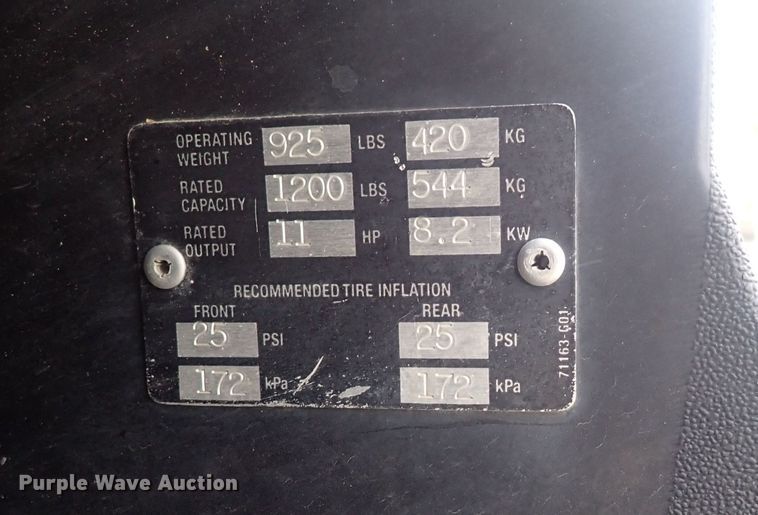 OPERATING WEIGHT 925 LBS 420 KG
RATED CAPACITY 1200 LBS 544 KG
RATED OUTPUT 11 HP 8.2 KW
RECOMMENDED TIRE INFLATION
FRONT REAR
25 PSI 25 PSI
172 kPa 172 kPa
71163-G01
Purple Wave Auction